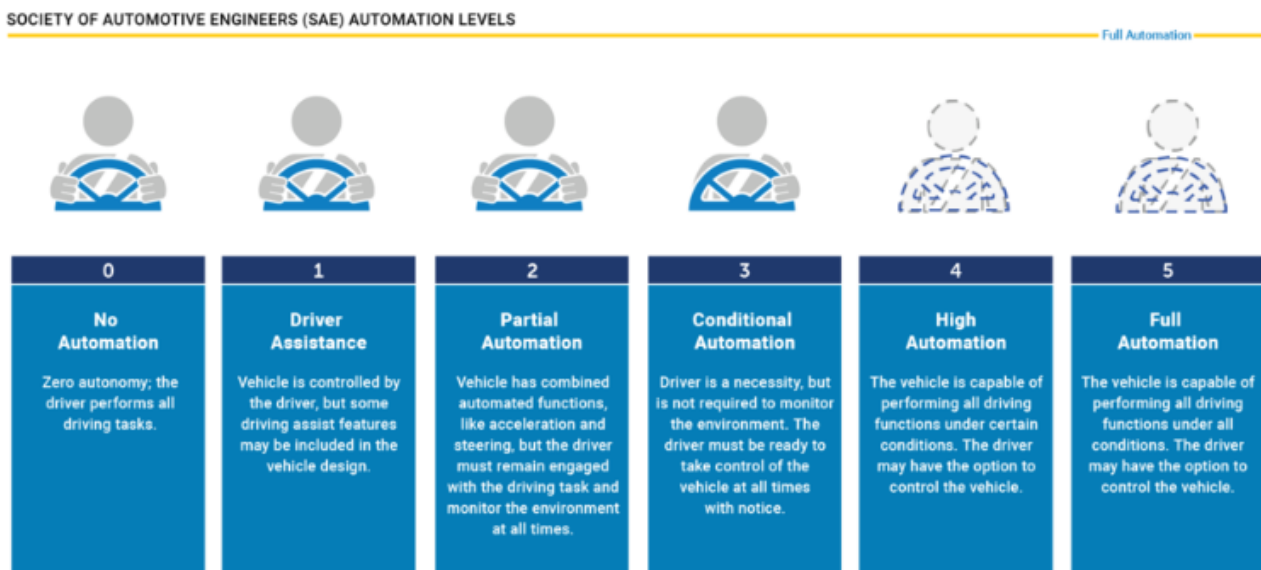 SOCIETY OF AUTOMOTIVE ENGINEERS (SAE) AUTOMATION LEVELS
Full Automation
0
No
Automation
Zero autonomy; the
driver performs all
driving tasks.
1
Driver
Assistance
Vehicle is controlled by
the driver, but some
driving assist features
may be included in the
vehicle design.
2
Partial
Automation
Vehicle has combined
automated functions,
like acceleration and
steering, but the driver
must remain engaged
with the driving task and
monitor the environment
at all times.
3
Conditional
Automation
Driver is a necessity, but
is not required to monitor
the environment. The
driver must be ready to
take control of the
vehicle at all times
with notice.
4
High
Automation
The vehicle is capable of
performing all driving
functions under certain
conditions. The driver
may have the option to
control the vehicle.
5
Full
Automation
The vehicle is capable of
performing all driving
functions under all
conditions. The driver
may have the option to
control the vehicle.